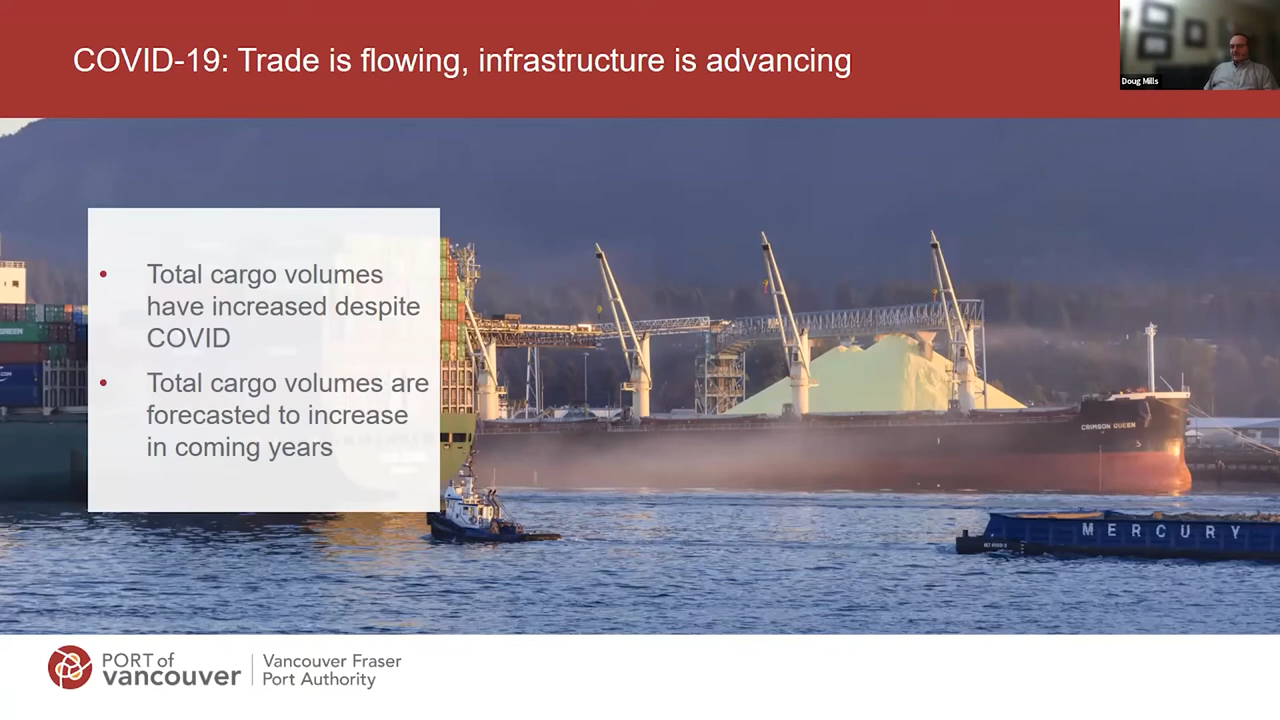 COVID-19: Trade is flowing, infrastructure is advancing
Doug Mills
• Total cargo volumes
have increased despite
COVID
• Total cargo volumes are
forecasted to increase
in coming years
CRIMSON QUEEN
MERCURY
PORT of
vancouver
Vancouver Fraser
Port Authority